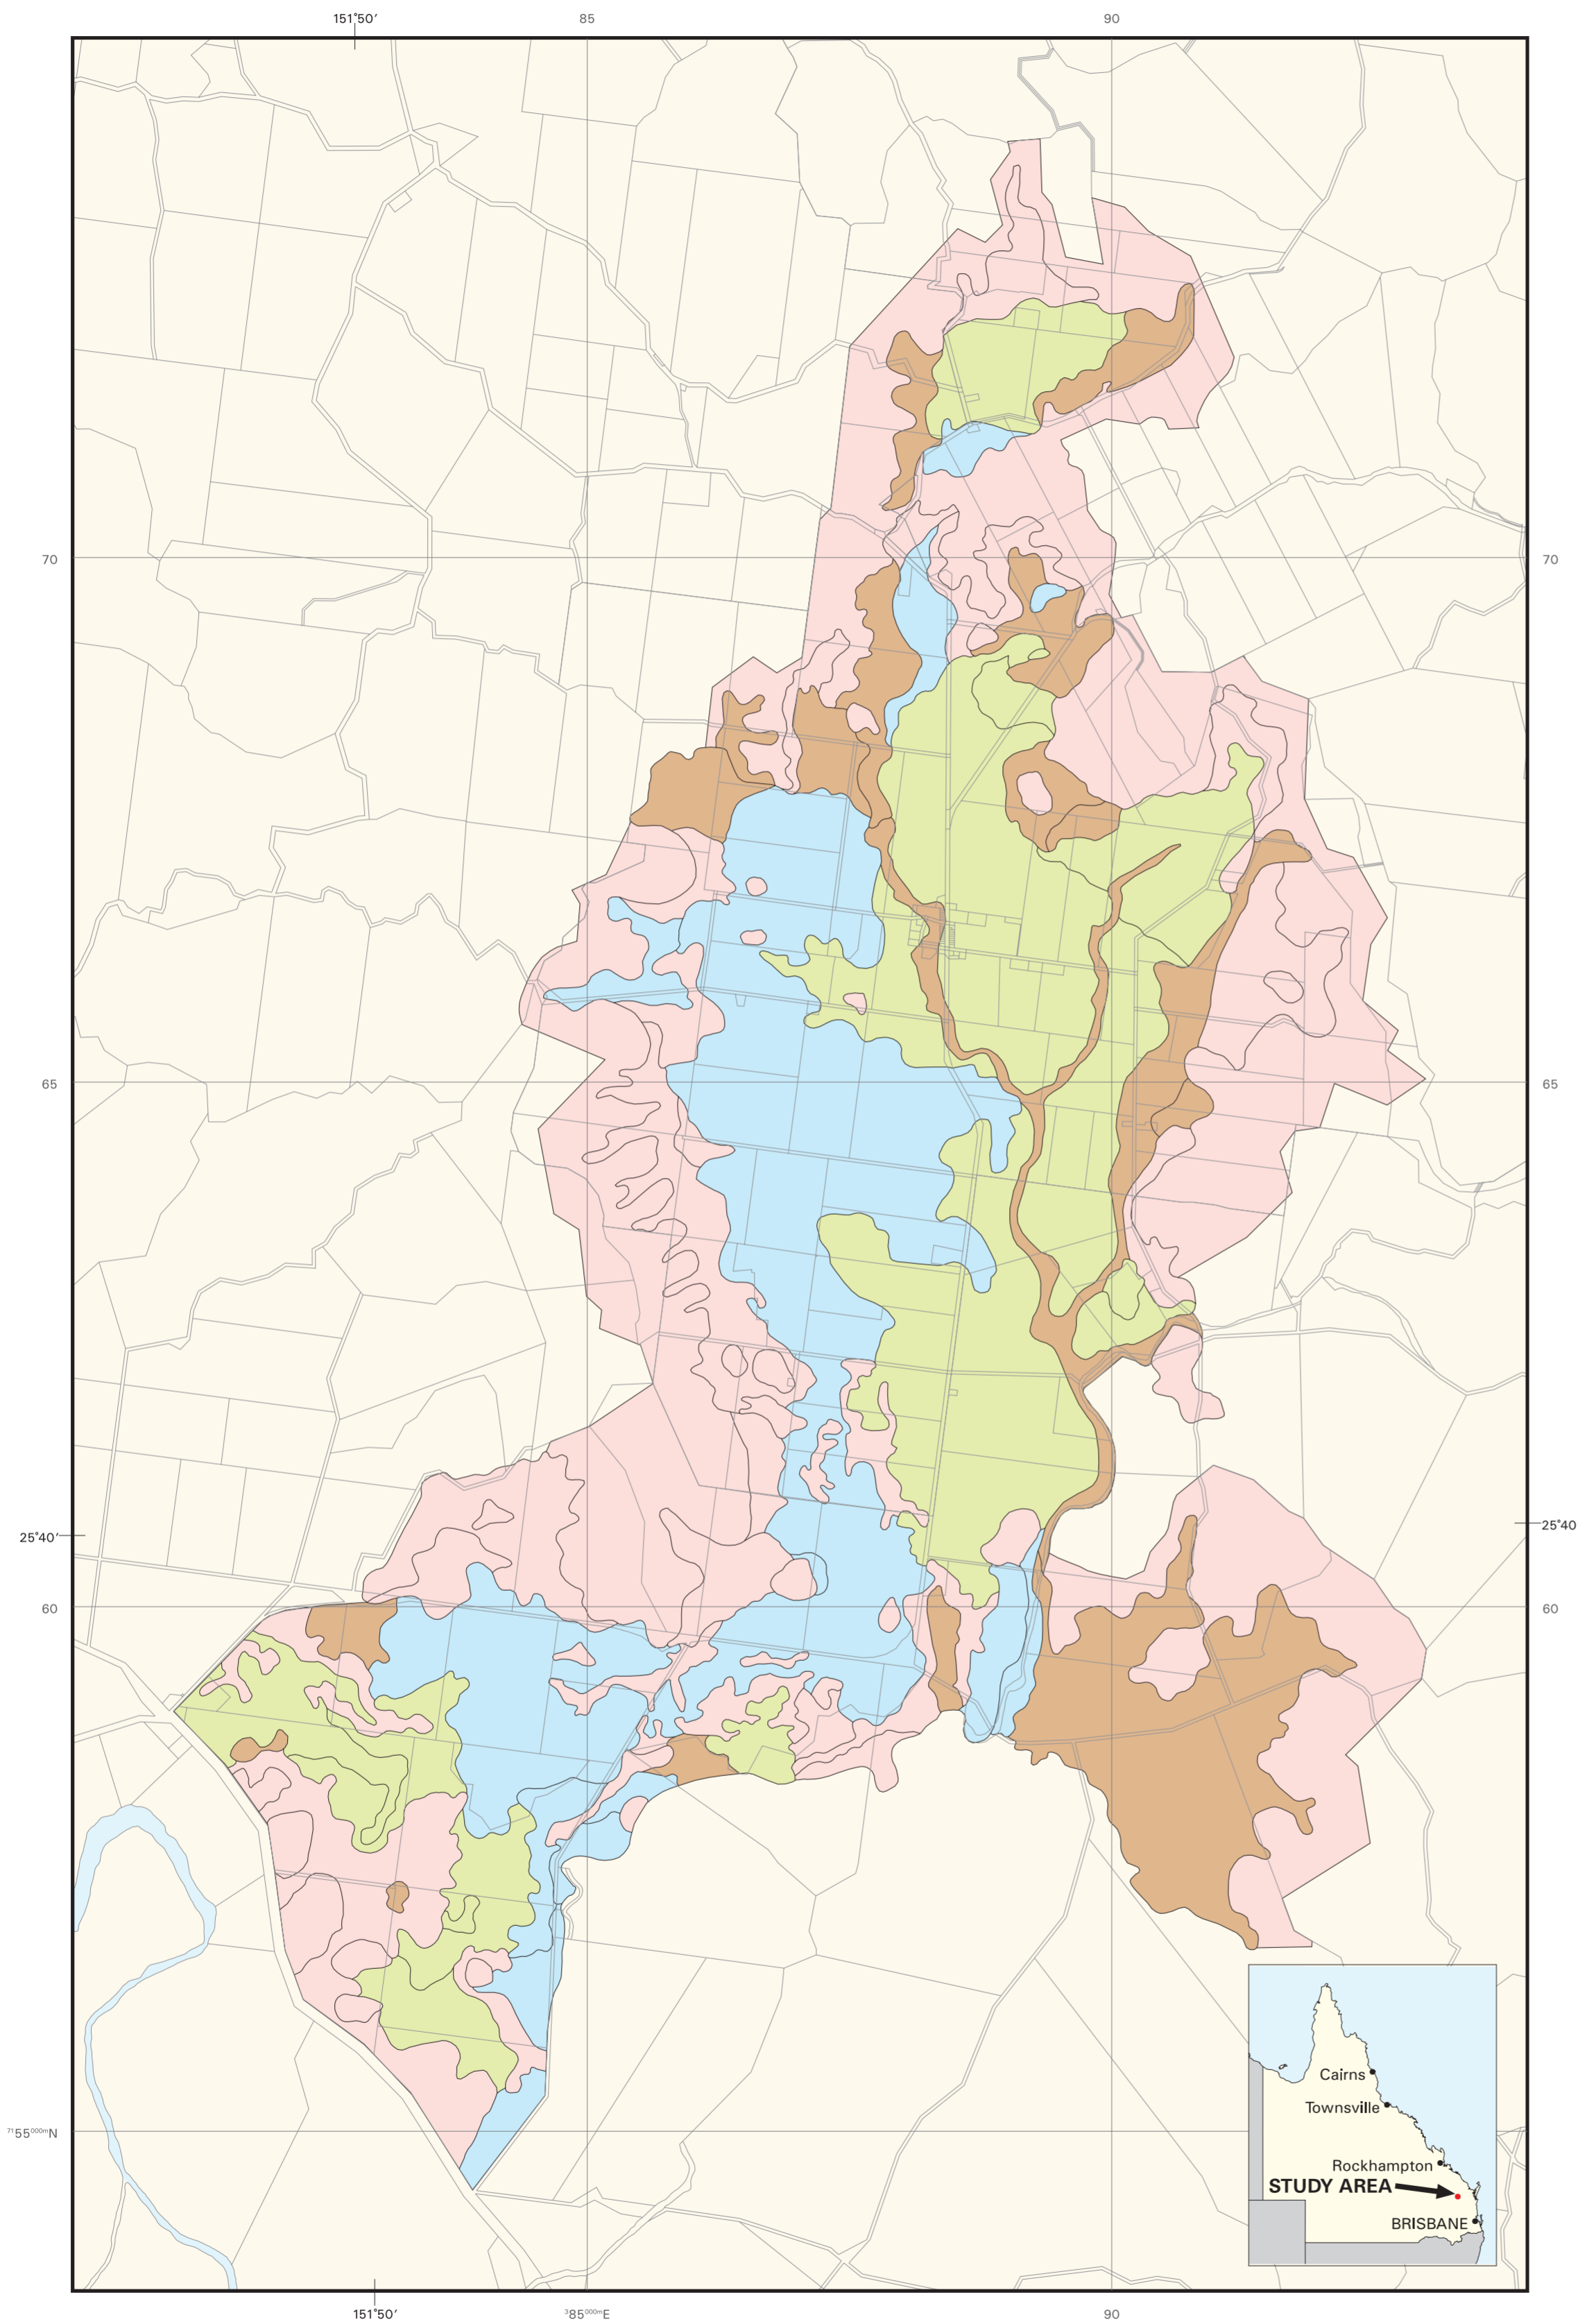 151°50′ 85 90
70 70
65 65
25°40′ 25°40
60 60
⁷¹55⁰⁰⁰ᵐN
Cairns
Townsville
Rockhampton
STUDY AREA
BRISBANE
151°50′ ³85⁰⁰⁰ᵐE 90